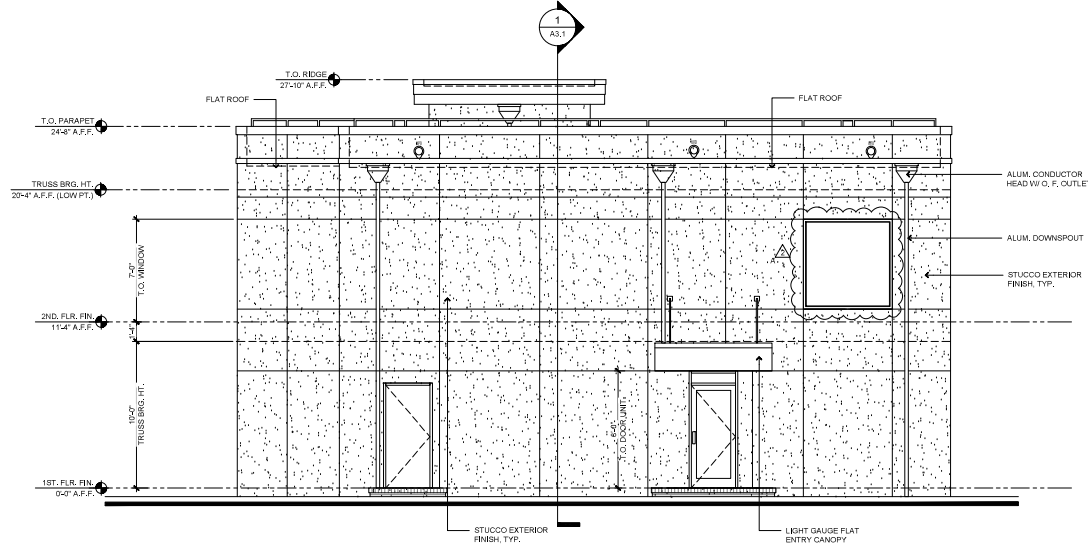 1
A3.1
T.O. RIDGE
27'-10" A.F.F.
FLAT ROOF
FLAT ROOF
T.O. PARAPET
24'-8" A.F.F.
ALUM. CONDUCTOR
HEAD W/ O. F. OUTLET
TRUSS BRG. HT.
20'-4" A.F.F. (LOW PT.)
ALUM. DOWNSPOUT
7'-0"
T.O. WINDOW
STUCCO EXTERIOR
FINISH, TYP.
2ND. FLR. FIN.
11'-4" A.F.F.
1'-4"
10'-0"
TRUSS BRG. HT.
T.O. DOOR UNIT
1ST. FLR. FIN.
0'-0" A.F.F.
STUCCO EXTERIOR
FINISH, TYP.
LIGHT GAUGE FLAT
ENTRY CANOPY